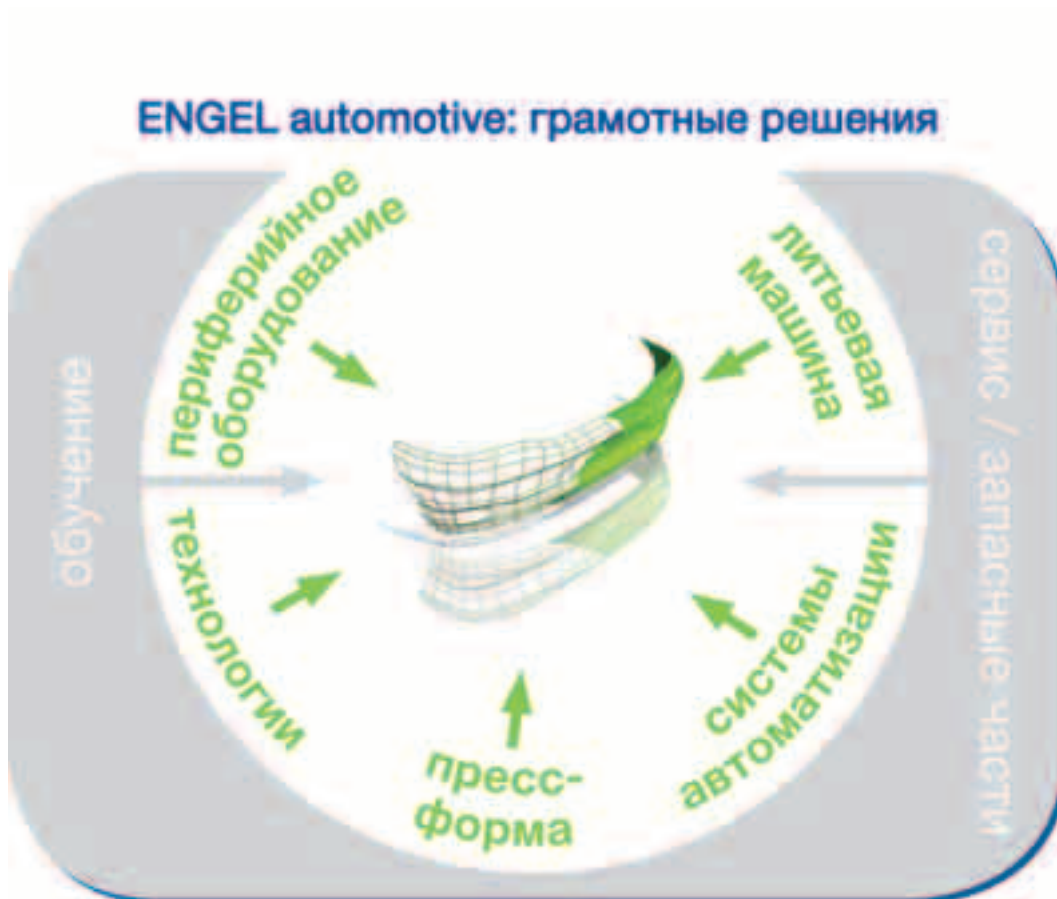 ENGEL automotive: грамотные решения
периферийное
оборудование
литьевая
машина
обучение
сервис / запасные части
технологии
системы
автоматизации
пресс-
форма